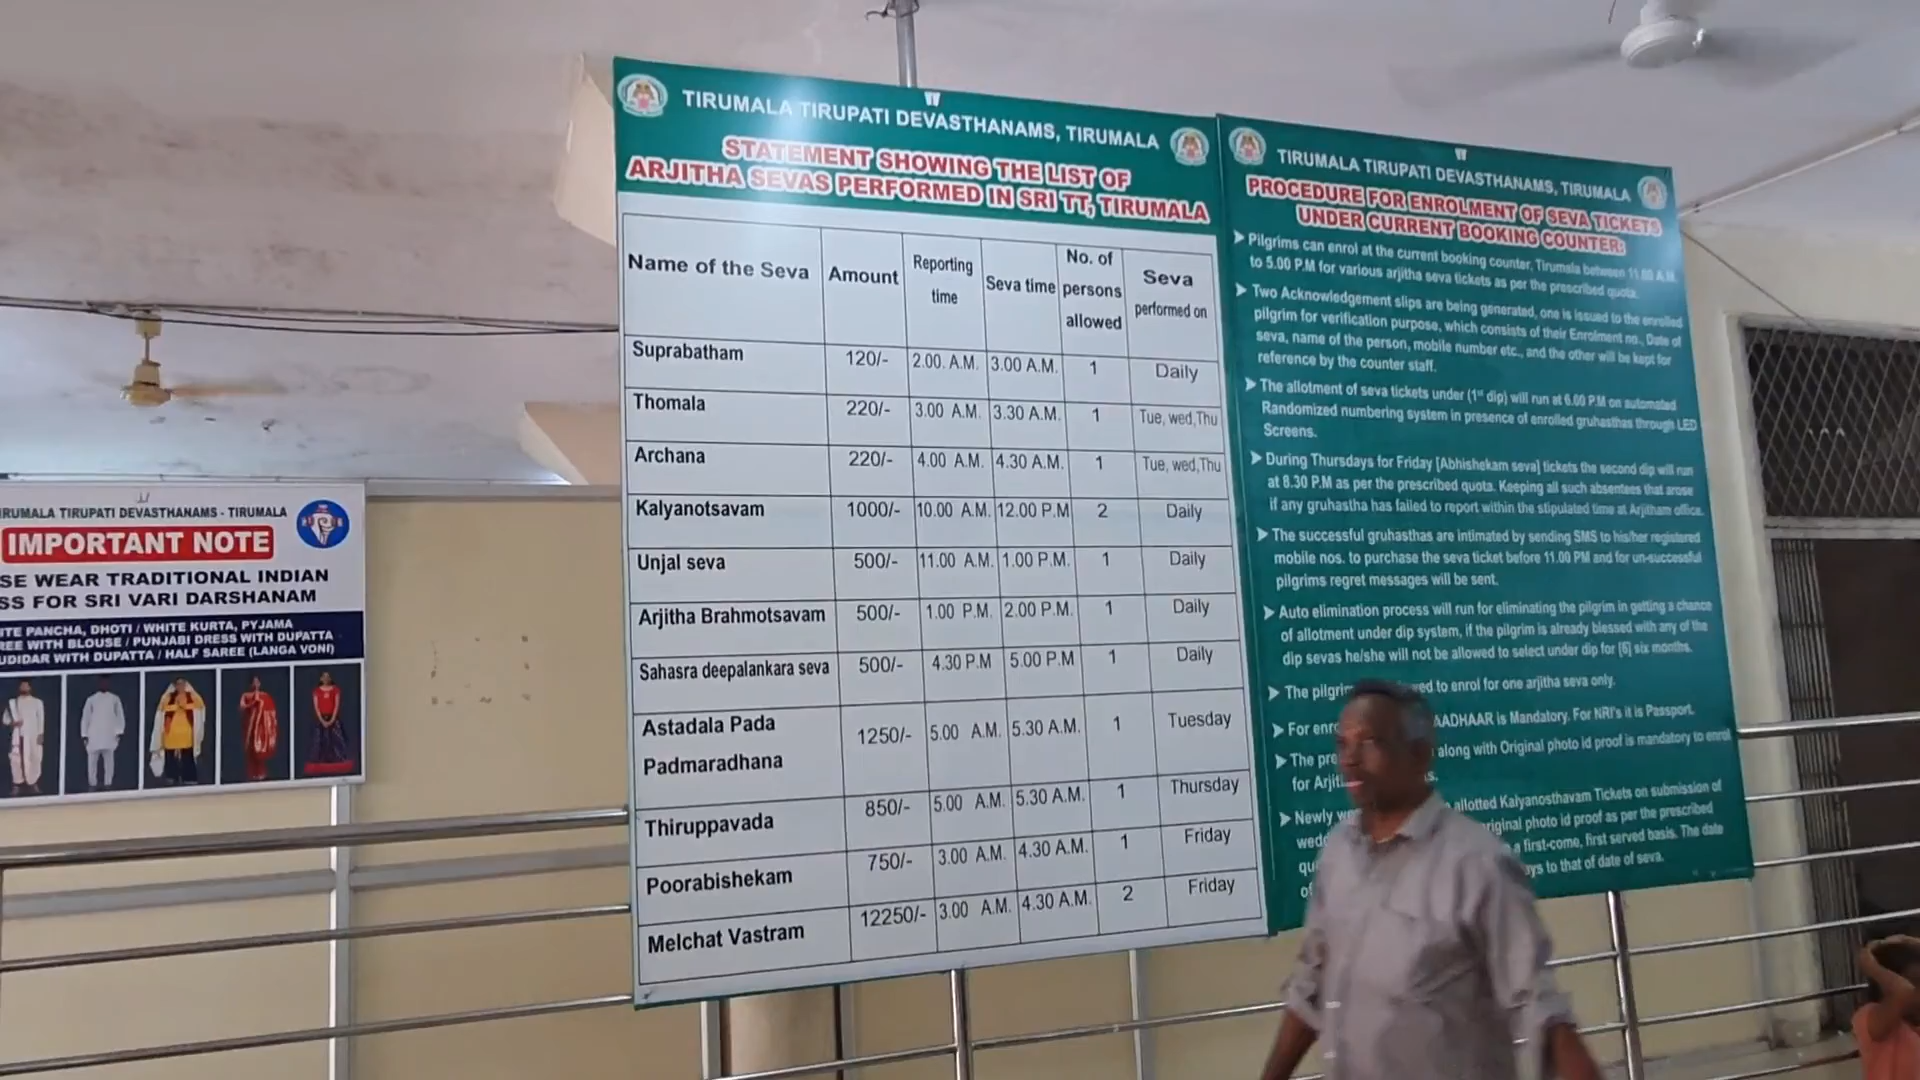 TIRUMALA TIRUPATI DEVASTHANAMS, TIRUMALA
STATEMENT SHOWING THE LIST OF
ARJITHA SEVAS PERFORMED IN SRI TT, TIRUMALA
Name of the Seva Amount Reporting time Seva time No. of persons allowed Seva performed on
Suprabatham 120/- 2.00. A.M. 3.00 A.M. 1 Daily
Thomala 220/- 3.00 A.M. 3.30 A.M. 1 Tue, wed,Thu
Archana 220/- 4.00 A.M. 4.30 A.M. 1 Tue, wed,Thu
Kalyanotsavam 1000/- 10.00 A.M. 12.00 P.M 2 Daily
Unjal seva 500/- 11.00 A.M. 1.00 P.M. 1 Daily
Arjitha Brahmotsavam 500/- 1.00 P.M. 2.00 P.M. 1 Daily
Sahasra deepalankara seva 500/- 4.30 P.M 5.00 P.M 1 Daily
Astadala Pada
Padmaradhana 1250/- 5.00 A.M. 5.30 A.M. 1 Tuesday
Thiruppavada 850/- 5.00 A.M. 5.30 A.M. 1 Thursday
Poorabishekam 750/- 3.00 A.M. 4.30 A.M. 1 Friday
Melchat Vastram 12250/- 3.00 A.M. 4.30 A.M. 2 Friday
TIRUMALA TIRUPATI DEVASTHANAMS, TIRUMALA
PROCEDURE FOR ENROLMENT OF SEVA TICKETS
UNDER CURRENT BOOKING COUNTER:
Pilgrims can enrol at the current booking counter, Tirumala between 11.00 A.M.
to 5.00 P.M for various arjitha seva tickets as per the prescribed quota.
Two Acknowledgement slips are being generated, one is issued to the enrolled
pilgrim for verification purpose, which consists of their Enrolment no., Date of
seva, name of the person, mobile number etc., and the other will be kept for
reference by the counter staff.
The allotment of seva tickets under (1st dip) will run at 6.00 P.M on automated
Randomized numbering system in presence of enrolled gruhasthas through LED
Screens.
During Thursdays for Friday [Abhishekam seva] tickets the second dip will run
at 8.30 P.M as per the prescribed quota. Keeping all such absentees that arose
if any gruhastha has failed to report within the stipulated time at Arjitham office.
The successful gruhasthas are intimated by sending SMS to his/her registered
mobile nos. to purchase the seva ticket before 11.00 PM and for un-successful
pilgrims regret messages will be sent.
Auto elimination process will run for eliminating the pilgrim in getting a chance
of allotment under dip system, if the pilgrim is already blessed with any of the
dip sevas he/she will not be allowed to select under dip for [6] six months.
The to enrol for one arjitha seva only.
For AADHAAR is Mandatory. For NRI's it is Passport.
The along with Original photo id proof is mandatory to enrol
for
Newly allotted Kalyanosthavam Tickets on submission of
photo id proof as per the prescribed
a first-come, first served basis. The date
to that of date of seva.
TIRUPATI DEVASTHANAMS - TIRUMALA
IMPORTANT NOTE
WEAR TRADITIONAL INDIAN
FOR SRI VARI DARSHANAM
PANCHA, DHOTI / WHITE KURTA, PYJAMA
WITH BLOUSE / PUNJABI DRESS WITH DUPATTA
WITH DUPATTA / HALF SAREE (LANGA VONI)